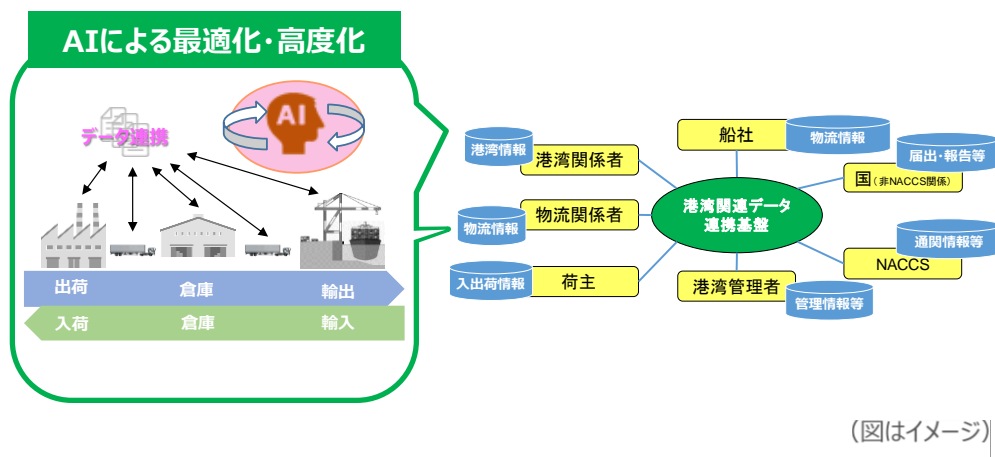 AIによる最適化・高度化
AI
データ連携
出荷
倉庫
輸出
入荷
倉庫
輸入
港湾情報
港湾関係者
船社
物流情報
届出・報告等
国(非NACCS関係)
物流情報
物流関係者
港湾関連データ
連携基盤
通関情報等
NACCS
入出荷情報
荷主
港湾管理者
管理情報等
(図はイメージ)